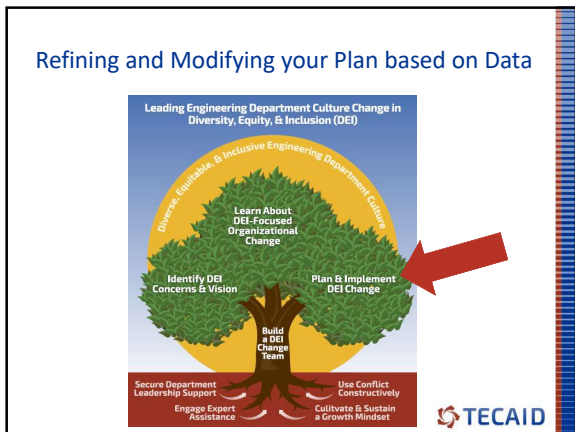 Refining and Modifying your Plan based on Data
Leading Engineering Department Culture Change in
Diversity, Equity, & Inclusion (DEI)
Diverse, Equitable, & Inclusive Engineering Department Culture
Learn About
DEI-Focused
Organizational
Change
Identify DEI
Concerns & Vision
Plan & Implement
DEI Change
Build
a DEI
Change
Team
Secure Department
Leadership Support
Use Conflict
Constructively
Engage Expert
Assistance
Culitvate & Sustain
a Growth Mindset
TECAID